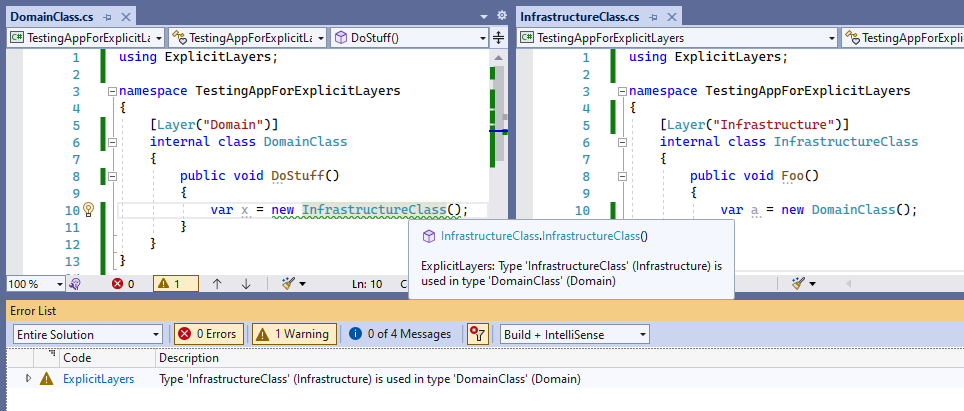 DomainClass.cs
TestingAppForExplicitLa
TestingAppForExplicitLa
DoStuff()
1 using ExplicitLayers;
2
3 namespace TestingAppForExplicitLayers
4 {
5 [Layer("Domain")]
6 internal class DomainClass
7 {
8 public void DoStuff()
9 {
10 var x = new InfrastructureClass();
11 }
12 }
13 }
100 %
0
1
Ln: 10
C
InfrastructureClass.cs
TestingAppForExplicitLayers
TestingAppForExpli
1 using ExplicitLayers;
2
3 namespace TestingAppForExplicitLayers
4 {
5 [Layer("Infrastructure")]
6 internal class InfrastructureClass
7 {
8 public void Foo()
9 {
10 var a = new DomainClass();
InfrastructureClass.InfrastructureClass()
ExplicitLayers: Type 'InfrastructureClass' (Infrastructure) is
used in type 'DomainClass' (Domain)
Error List
Entire Solution
0 Errors
1 Warning
0 of 4 Messages
Build + IntelliSense
Code Description
ExplicitLayers Type 'InfrastructureClass' (Infrastructure) is used in type 'DomainClass' (Domain)